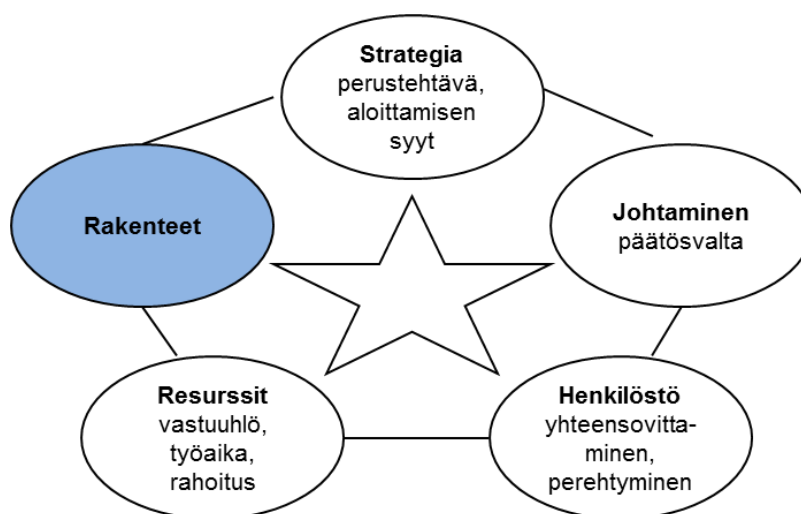 Strategia
perustehtävä,
aloittamisen
syyt
Rakenteet
Johtaminen
päätösvalta
Resurssit
vastuuhlö,
työaika,
rahoitus
Henkilöstö
yhteensovitta-
minen,
perehtyminen